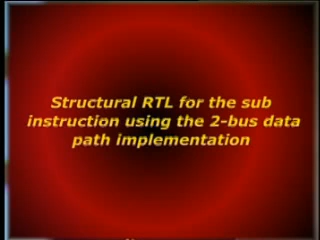 Structural RTL for the sub
instruction using the 2-bus data
path implementation